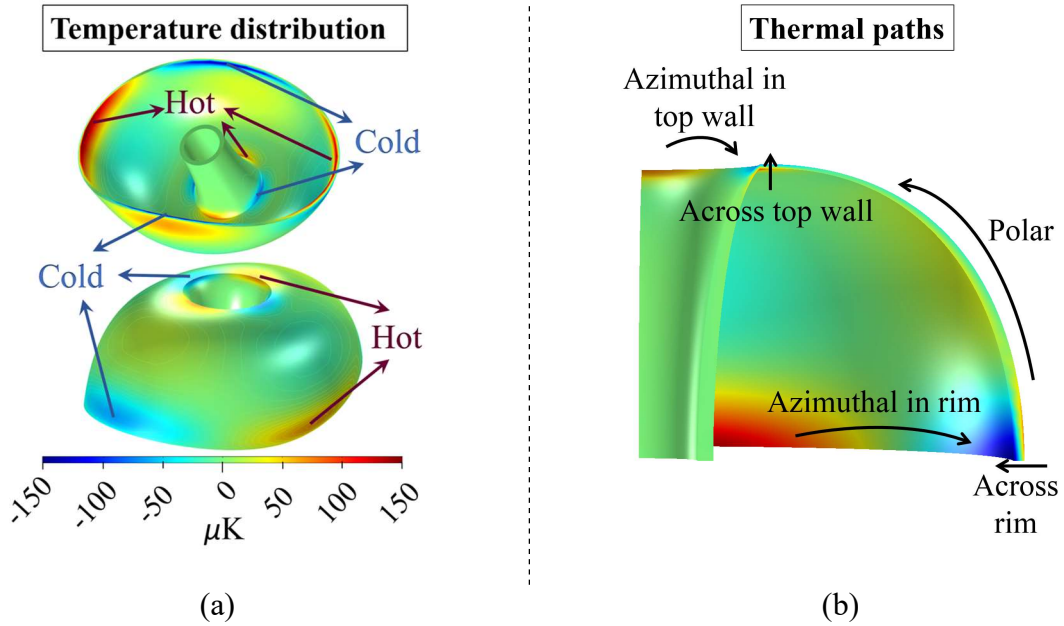 Temperature distribution
Hot
Cold
Cold
Hot
-150
-100
-50
0
50
100
150
μK
(a)
Thermal paths
Azimuthal in
top wall
Across top wall
Polar
Azimuthal in rim
Across
rim
(b)